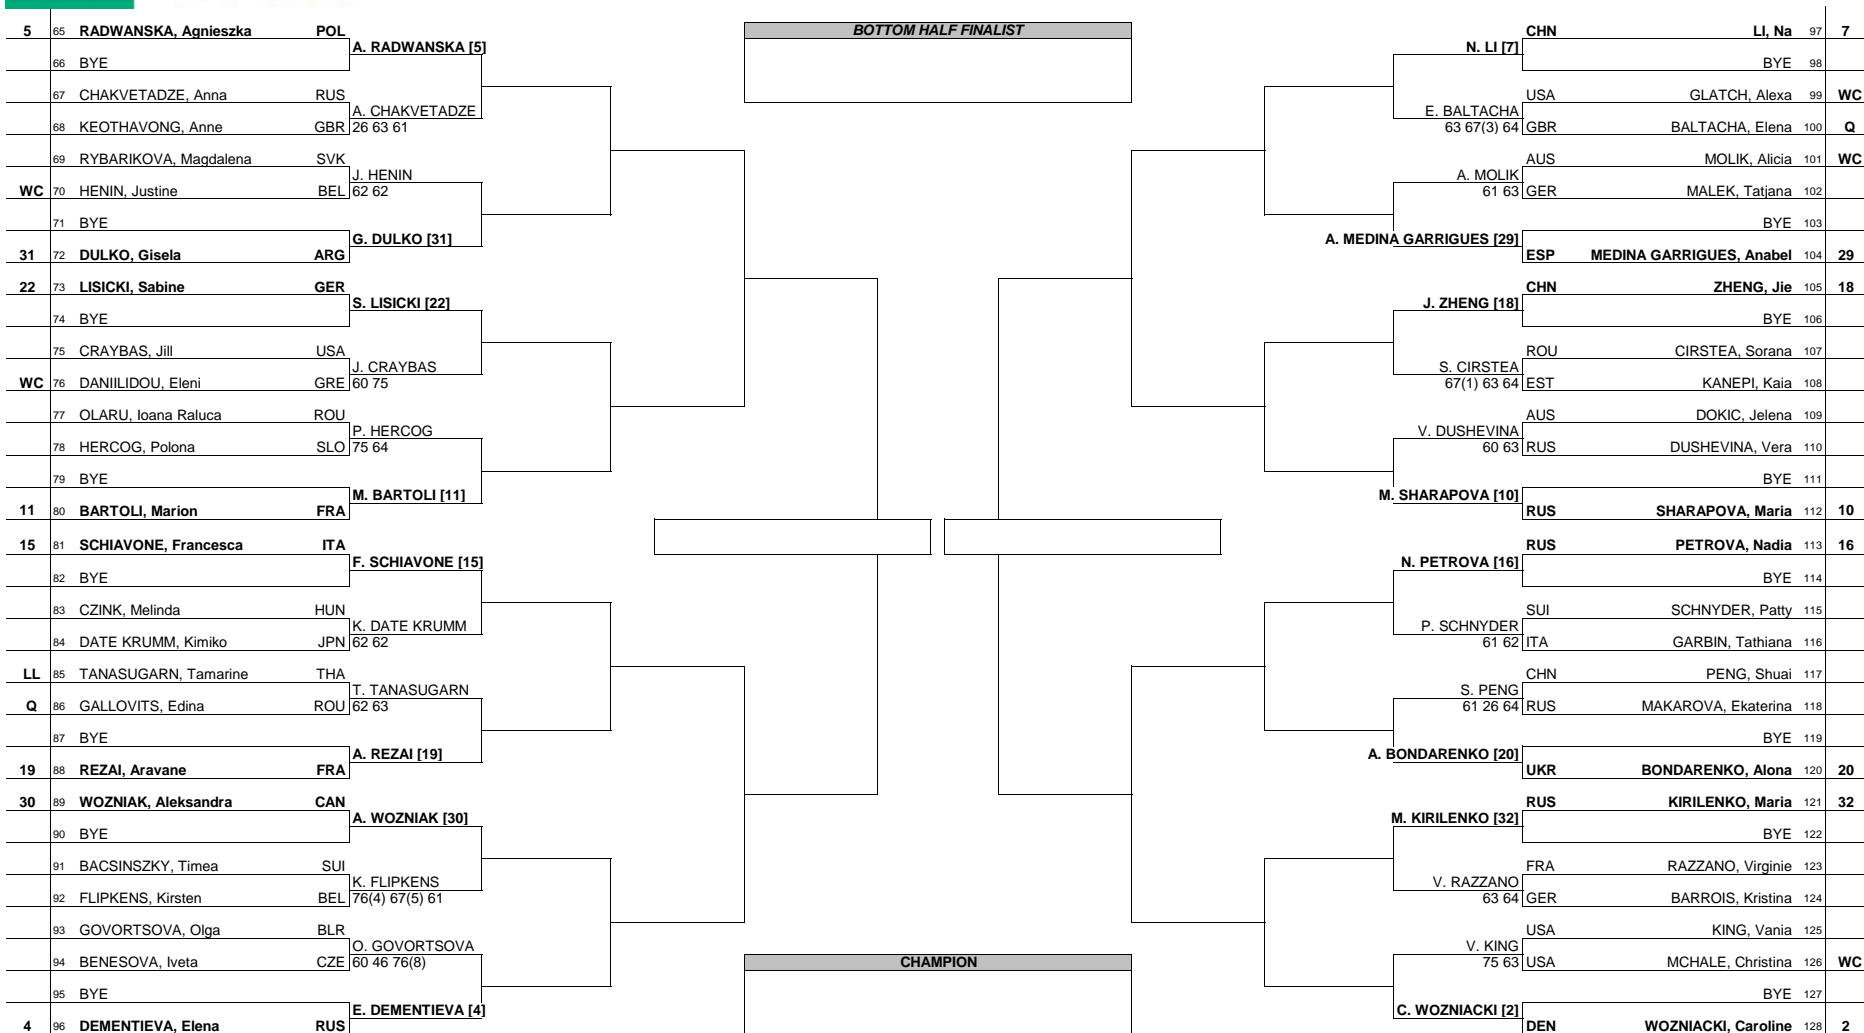 5 65 RADWANSKA, Agnieszka POL
A. RADWANSKA [5]
66 BYE
67 CHAKVETADZE, Anna RUS
A. CHAKVETADZE
68 KEOTHAVONG, Anne GBR 26 63 61
69 RYBARIKOVA, Magdalena SVK
J. HENIN
WC 70 HENIN, Justine BEL 62 62
71 BYE
G. DULKO [31]
31 72 DULKO, Gisela ARG
22 73 LISICKI, Sabine GER
S. LISICKI [22]
74 BYE
75 CRAYBAS, Jill USA
J. CRAYBAS
WC 76 DANIILIDOU, Eleni GRE 60 75
77 OLARU, Ioana Raluca ROU
P. HERCOG
78 HERCOG, Polona SLO 75 64
79 BYE
M. BARTOLI [11]
11 80 BARTOLI, Marion FRA
15 81 SCHIAVONE, Francesca ITA
F. SCHIAVONE [15]
82 BYE
83 CZINK, Melinda HUN
K. DATE KRUMM
84 DATE KRUMM, Kimiko JPN 62 62
LL 85 TANASUGARN, Tamarine THA
T. TANASUGARN
Q 86 GALLOVITS, Edina ROU 62 63
87 BYE
A. REZAI [19]
19 88 REZAI, Aravane FRA
30 89 WOZNIAK, Aleksandra CAN
A. WOZNIAK [30]
90 BYE
91 BACSINSZKY, Timea SUI
K. FLIPKENS
92 FLIPKENS, Kirsten BEL 76(4) 67(5) 61
93 GOVORTSOVA, Olga BLR
O. GOVORTSOVA
94 BENESOVA, Iveta CZE 60 46 76(8)
95 BYE
E. DEMENTIEVA [4]
4 96 DEMENTIEVA, Elena RUS
BOTTOM HALF FINALIST
CHAMPION
CHN LI, Na 97 7
N. LI [7]
BYE 98
USA GLATCH, Alexa 99 WC
E. BALTACHA
63 67(3) 64 GBR BALTACHA, Elena 100 Q
AUS MOLIK, Alicia 101 WC
A. MOLIK
61 63 GER MALEK, Tatjana 102
BYE 103
A. MEDINA GARRIGUES [29]
ESP MEDINA GARRIGUES, Anabel 104 29
CHN ZHENG, Jie 105 18
J. ZHENG [18]
BYE 106
ROU CIRSTEA, Sorana 107
S. CIRSTEA
67(1) 63 64 EST KANEPI, Kaia 108
AUS DOKIC, Jelena 109
V. DUSHEVINA
60 63 RUS DUSHEVINA, Vera 110
BYE 111
M. SHARAPOVA [10]
RUS SHARAPOVA, Maria 112 10
RUS PETROVA, Nadia 113 16
N. PETROVA [16]
BYE 114
SUI SCHNYDER, Patty 115
P. SCHNYDER
61 62 ITA GARBIN, Tathiana 116
CHN PENG, Shuai 117
S. PENG
61 26 64 RUS MAKAROVA, Ekaterina 118
BYE 119
A. BONDARENKO [20]
UKR BONDARENKO, Alona 120 20
RUS KIRILENKO, Maria 121 32
M. KIRILENKO [32]
BYE 122
FRA RAZZANO, Virginie 123
V. RAZZANO
63 64 GER BARROIS, Kristina 124
USA KING, Vania 125
V. KING
75 63 USA MCHALE, Christina 126 WC
BYE 127
C. WOZNIACKI [2]
DEN WOZNIACKI, Caroline 128 2